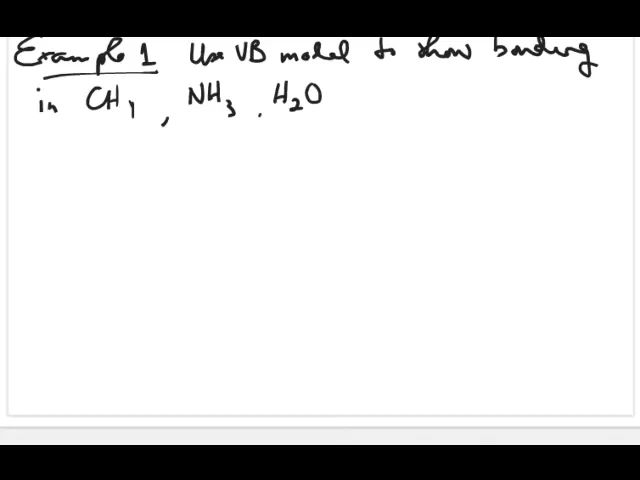 Example 1 Use VB model to show bonding
in CH4, NH3, H2O